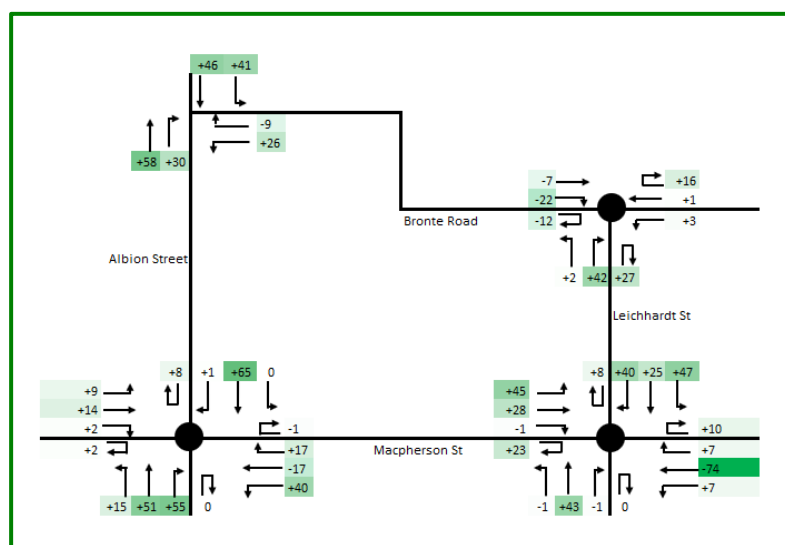 +46 +41
-9
+58 +30 +26
-7 +16
-22 +1
Bronte Road -12 +3
Albion Street
+2 +42 +27
Leichhardt St
+8 +1 +65 0 +8 +40 +25 +47
+9 +45
+14 +28
+2 -1 -1 +10
+2 +17 Macpherson St +23 +7
-17 -74
+40 +7
+15 +51 +55 0 -1 +43 -1 0